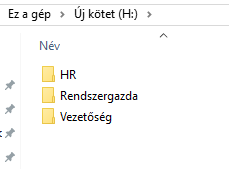 Ez a gép > Új kötet (H:) >
Név
HR
Rendszergazda
Vezetőség